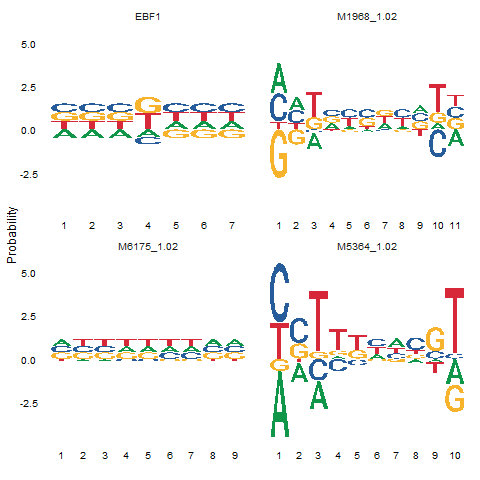 EBF1
M1968_1.02
5.0
2.5
0.0
-2.5
1 2 3 4 5 6 7
1 2 3 4 5 6 7 8 9 10 11
Probability
M6175_1.02
M5364_1.02
5.0
2.5
0.0
-2.5
1 2 3 4 5 6 7 8 9
1 2 3 4 5 6 7 8 9 10